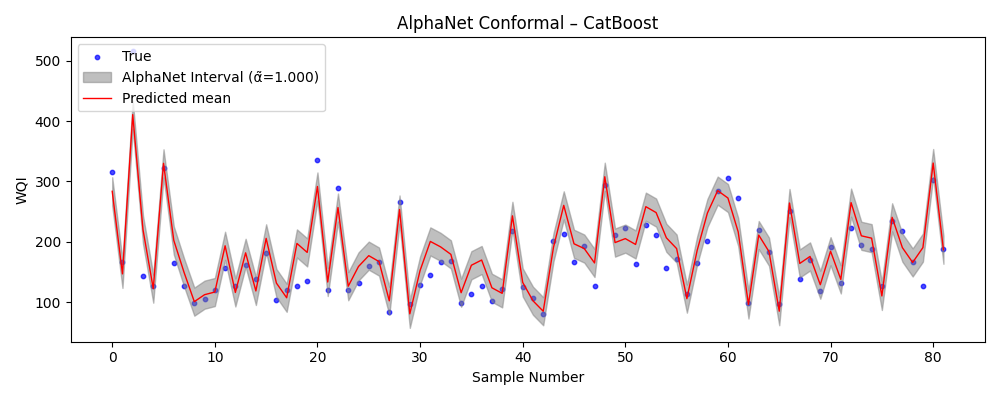 AlphaNet Conformal – CatBoost
True
AlphaNet Interval (α̃=1.000)
Predicted mean
WQI
500
400
300
200
100
0 10 20 30 40 50 60 70 80
Sample Number